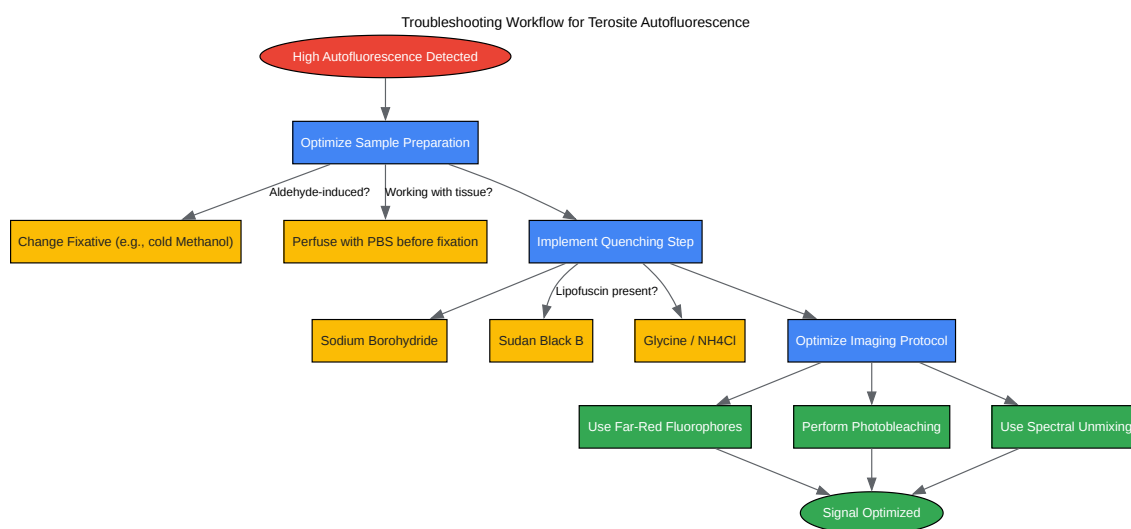 Troubleshooting Workflow for Terosite Autofluorescence
High Autofluorescence Detected
Optimize Sample Preparation
Aldehyde-induced?
Working with tissue?
Change Fixative (e.g., cold Methanol)
Perfuse with PBS before fixation
Implement Quenching Step
Lipofuscin present?
Sodium Borohydride
Sudan Black B
Glycine / NH4Cl
Optimize Imaging Protocol
Use Far-Red Fluorophores
Perform Photobleaching
Use Spectral Unmixing
Signal Optimized